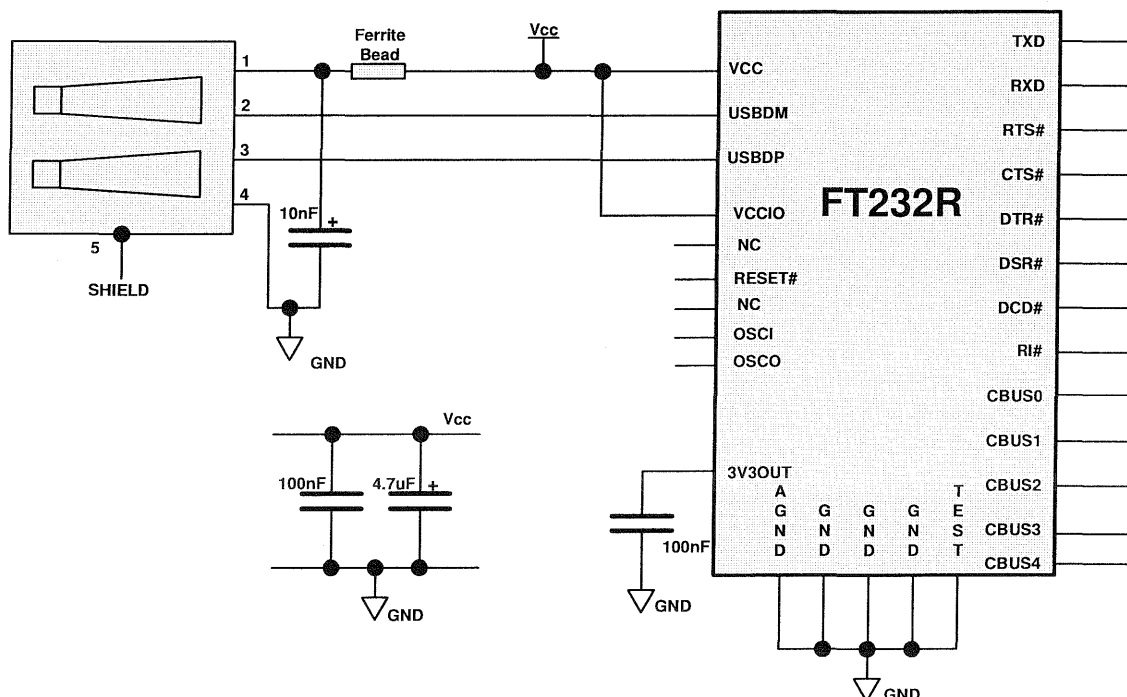 Ferrite
Bead
Vcc
1
2
3
4
5
SHIELD
10nF
+
GND
Vcc
100nF
4.7uF
+
GND
100nF
GND
FT232R
VCC
USBDM
USBDP
VCCIO
NC
RESET#
NC
OSCI
OSCO
3V3OUT
AGND
GND
GND
GND
TEST
TXD
RXD
RTS#
CTS#
DTR#
DSR#
DCD#
RI#
CBUS0
CBUS1
CBUS2
CBUS3
CBUS4
GND